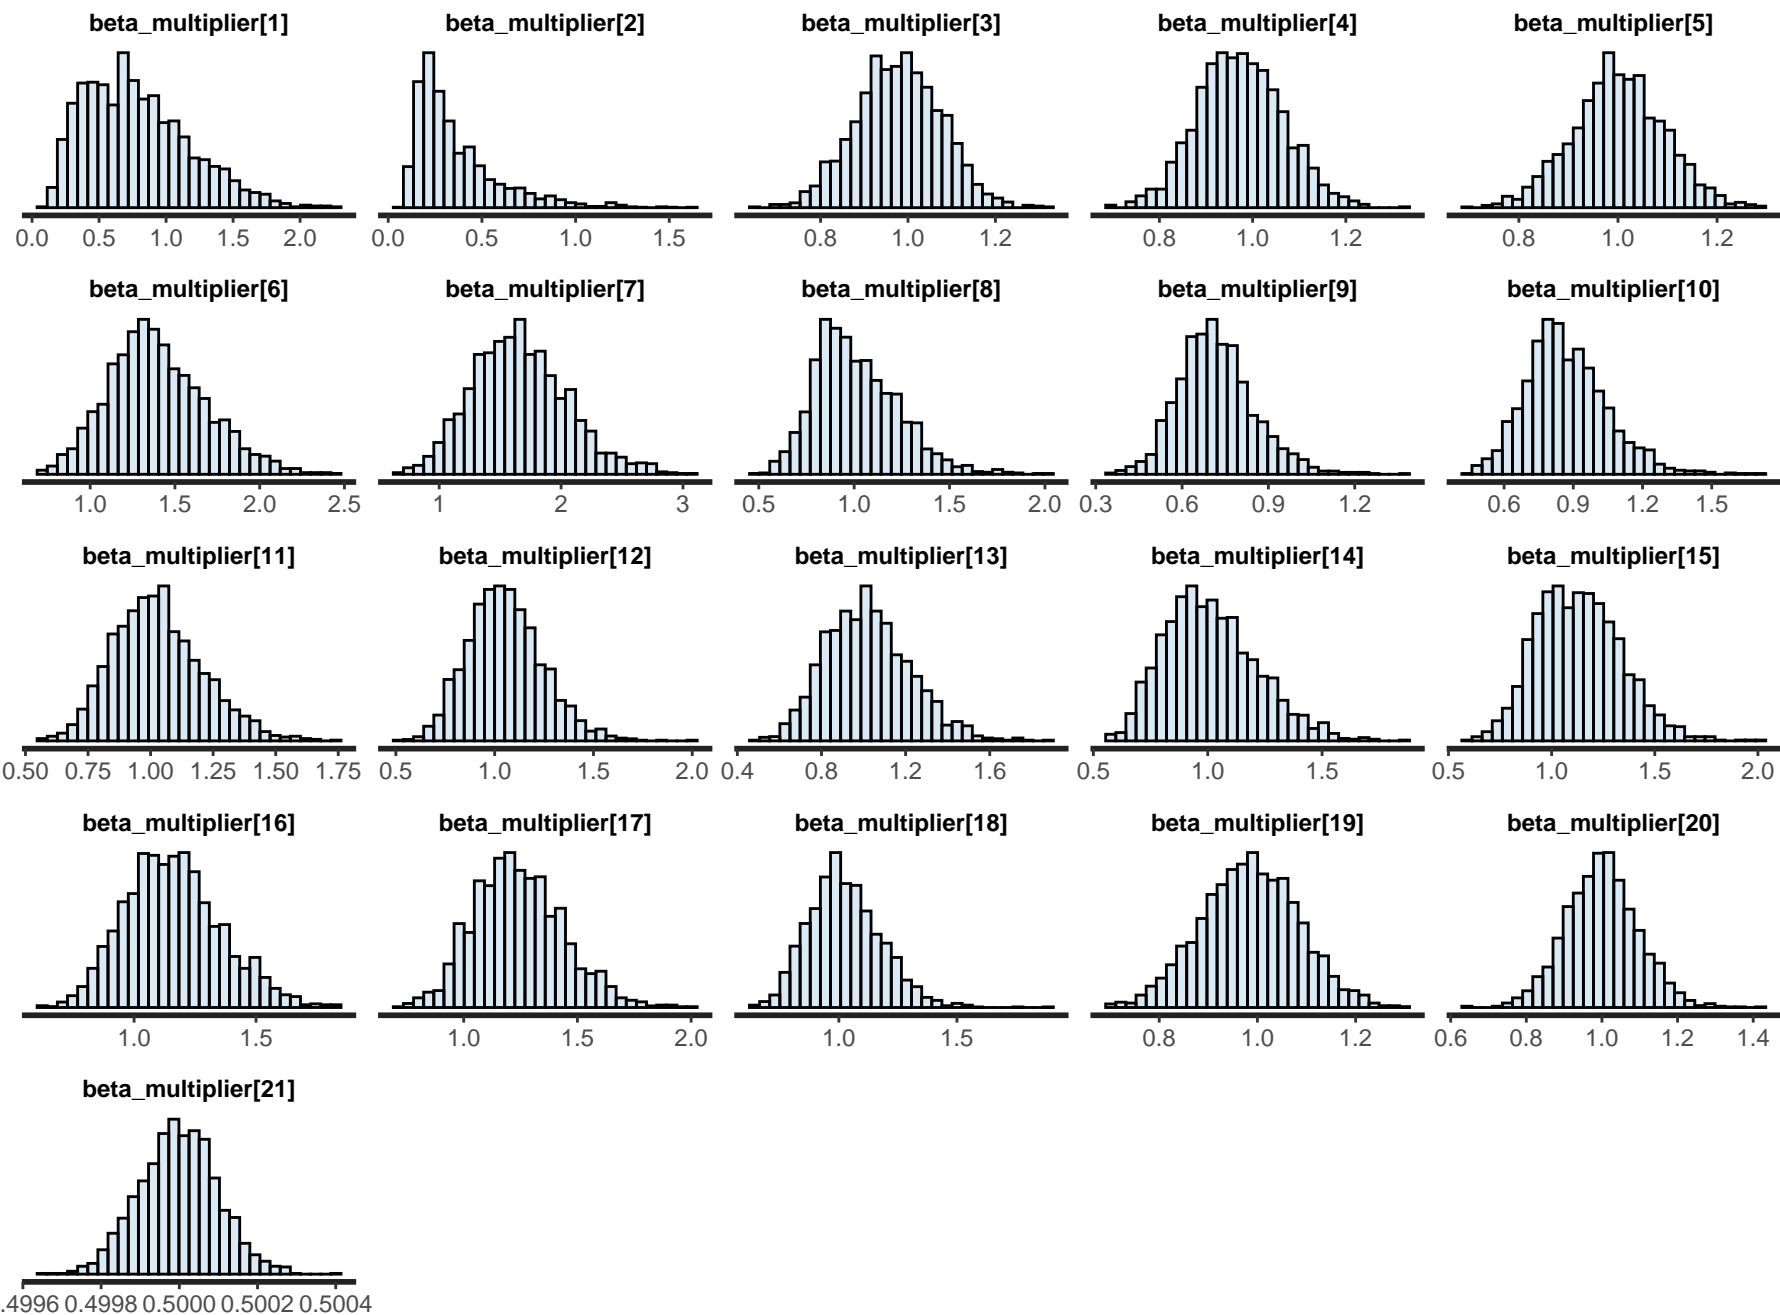 beta_multiplier[1] beta_multiplier[2] beta_multiplier[3] beta_multiplier[4] beta_multiplier[5]
0.0 0.5 1.0 1.5 2.0 0.0 0.5 1.0 1.5 0.8 1.0 1.2 0.8 1.0 1.2 0.8 1.0 1.2
beta_multiplier[6] beta_multiplier[7] beta_multiplier[8] beta_multiplier[9] beta_multiplier[10]
1.0 1.5 2.0 2.5 1 2 3 0.5 1.0 1.5 2.0 0.3 0.6 0.9 1.2 0.6 0.9 1.2 1.5
beta_multiplier[11] beta_multiplier[12] beta_multiplier[13] beta_multiplier[14] beta_multiplier[15]
0.50 0.75 1.00 1.25 1.50 1.75 0.5 1.0 1.5 2.0 0.4 0.8 1.2 1.6 0.5 1.0 1.5 0.5 1.0 1.5 2.0
beta_multiplier[16] beta_multiplier[17] beta_multiplier[18] beta_multiplier[19] beta_multiplier[20]
1.0 1.5 1.0 1.5 2.0 1.0 1.5 0.8 1.0 1.2 0.6 0.8 1.0 1.2 1.4
beta_multiplier[21]
.4996 0.4998 0.5000 0.5002 0.5004